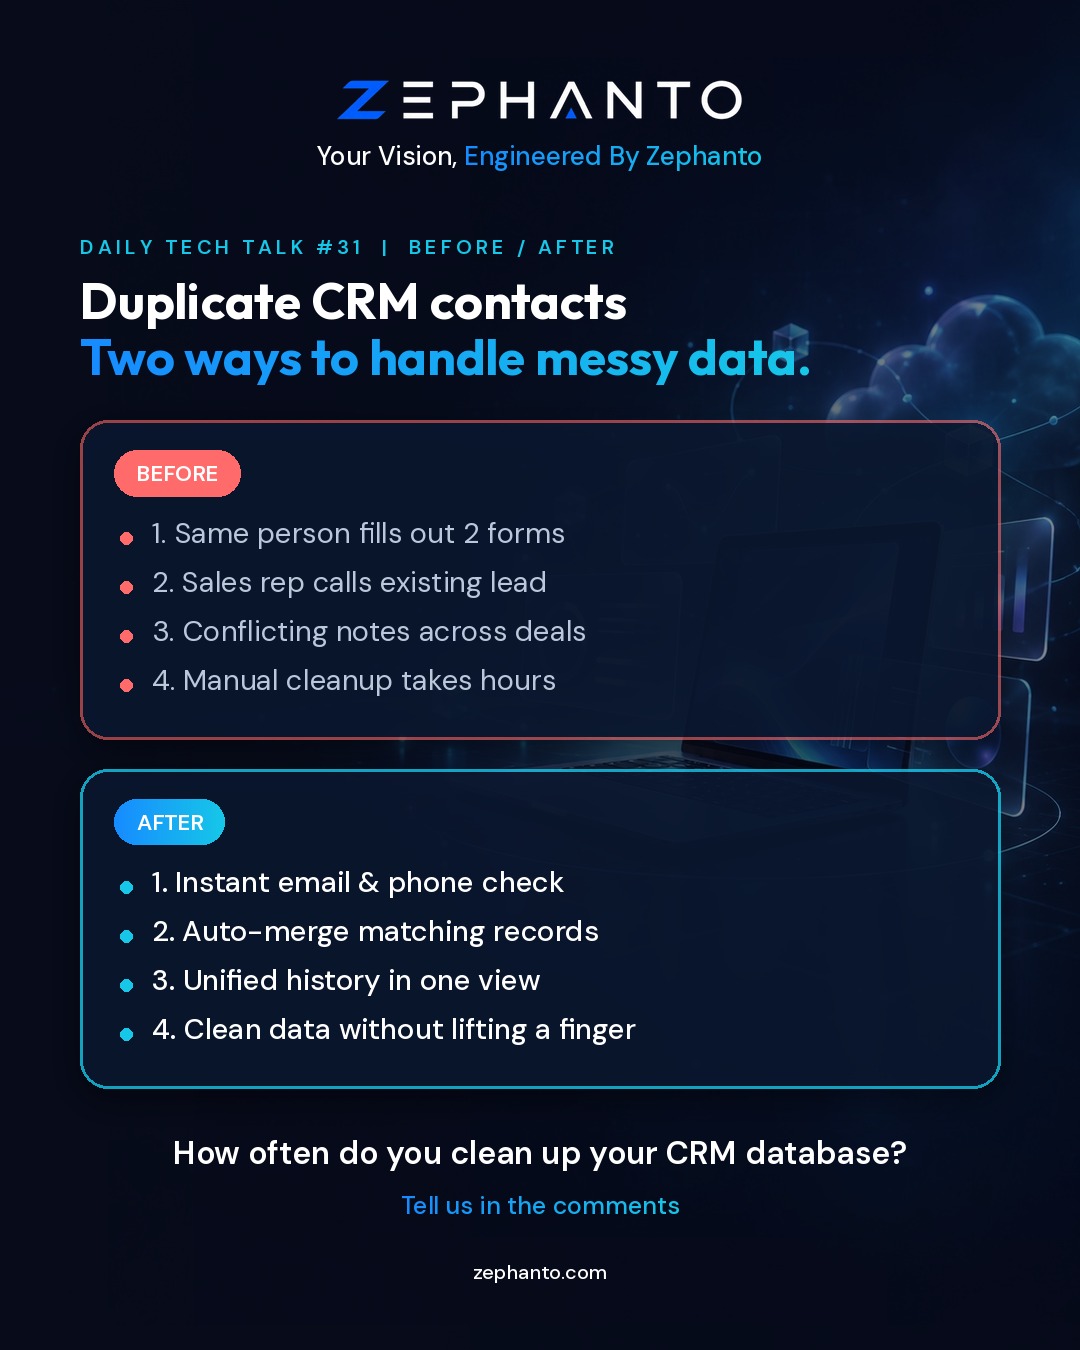 ZEPHANTO
Your Vision, Engineered By Zephanto
DAILY TECH TALK #31 | BEFORE / AFTER
Duplicate CRM contacts
Two ways to handle messy data.
BEFORE
1. Same person fills out 2 forms
2. Sales rep calls existing lead
3. Conflicting notes across deals
4. Manual cleanup takes hours
AFTER
1. Instant email & phone check
2. Auto-merge matching records
3. Unified history in one view
4. Clean data without lifting a finger
How often do you clean up your CRM database?
Tell us in the comments
zephanto.com